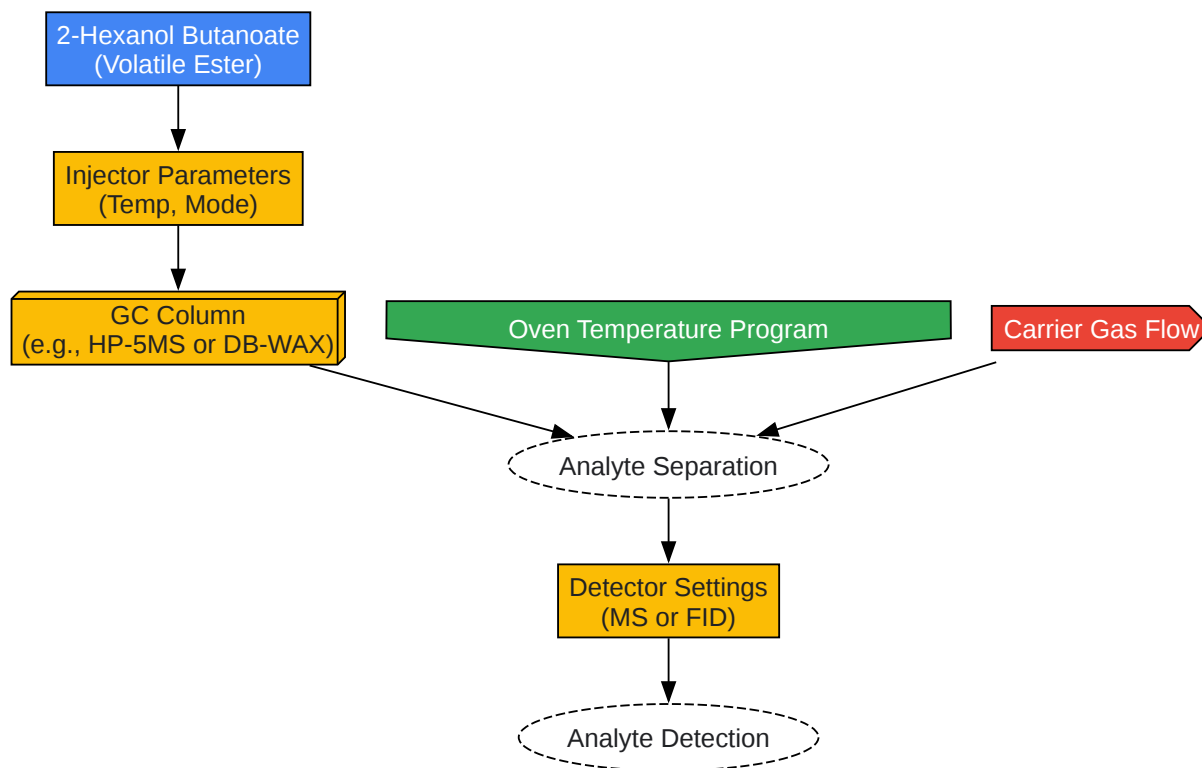 2-Hexanol Butanoate
(Volatile Ester)
Injector Parameters
(Temp, Mode)
GC Column
(e.g., HP-5MS or DB-WAX)
Oven Temperature Program
Carrier Gas Flow
Analyte Separation
Detector Settings
(MS or FID)
Analyte Detection